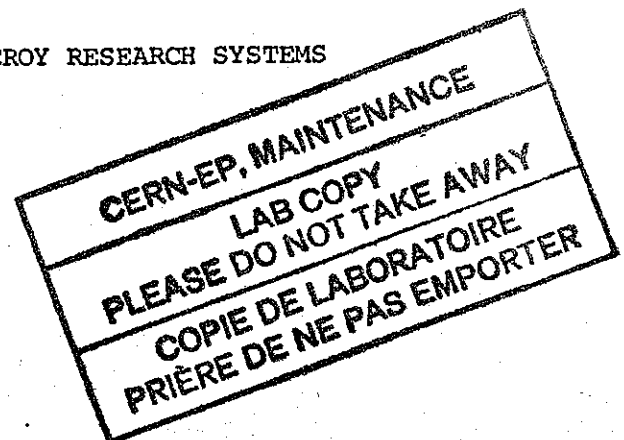 CROY RESEARCH SYSTEMS
CERN-EP, MAINTENANCE
LAB COPY
PLEASE DO NOT TAKE AWAY
COPIE DE LABORATOIRE
PRIÈRE DE NE PAS EMPORTER